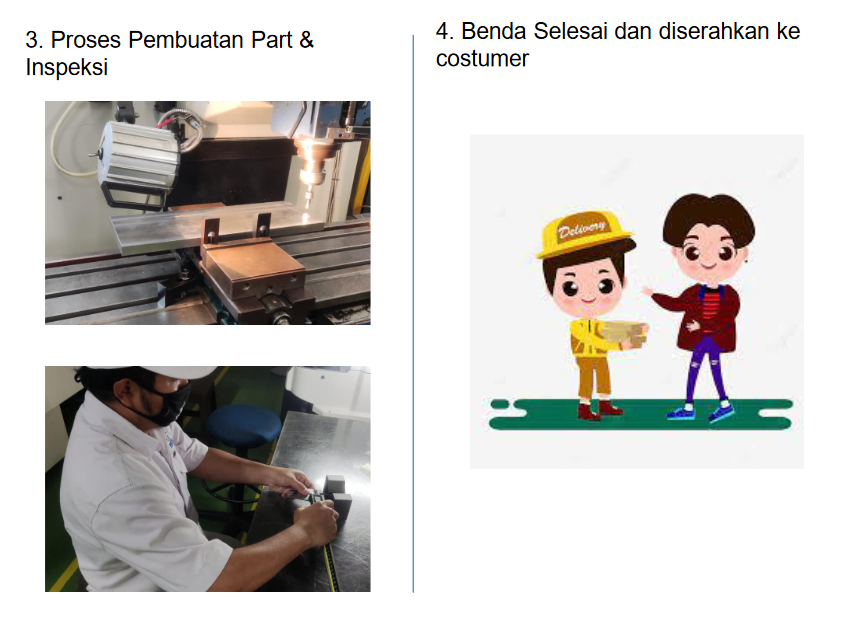 3. Proses Pembuatan Part &
Inspeksi
4. Benda Selesai dan diserahkan ke
costumer
Delivery